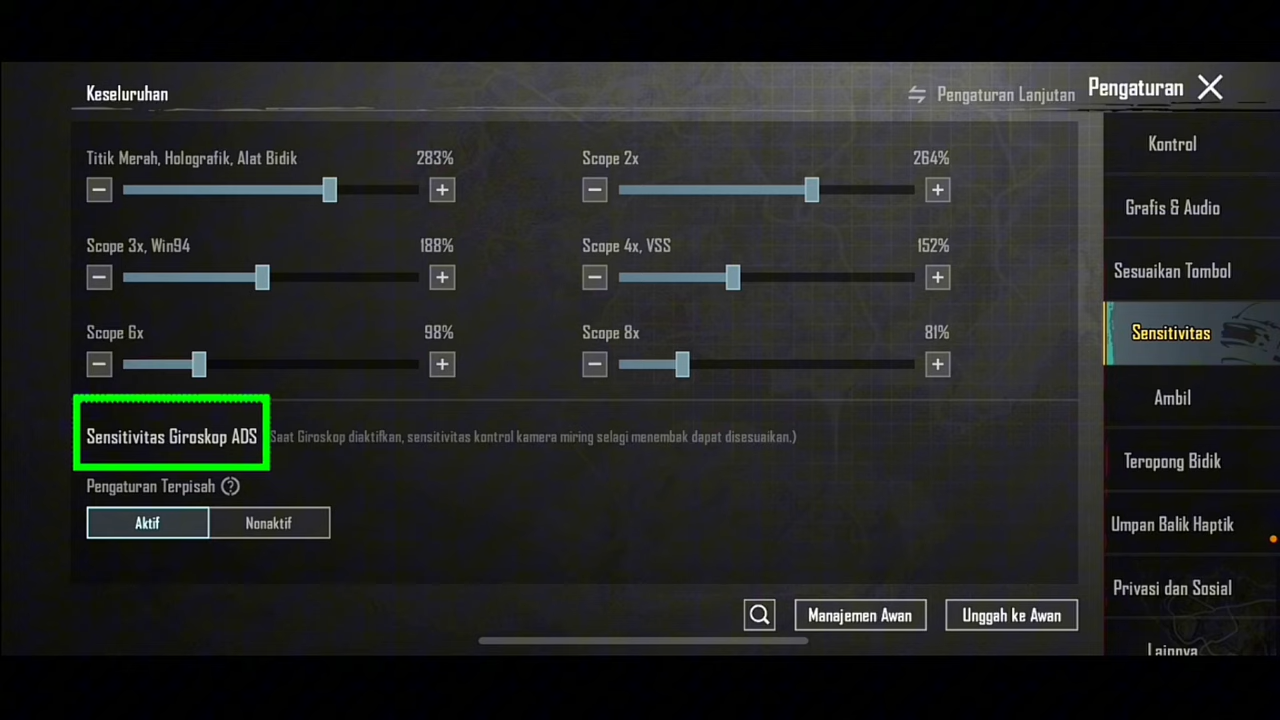 Keseluruhan
Pengaturan Lanjutan
Pengaturan
Titik Merah, Holografik, Alat Bidik 283%
Scope 2x 264%
Scope 3x, Win94 188%
Scope 4x, VSS 152%
Scope 6x 98%
Scope 8x 81%
Sensitivitas Giroskop ADS
Saat Giroskop diaktifkan, sensitivitas kontrol kamera miring selagi menembak dapat disesuaikan.)
Pengaturan Terpisah ?
Aktif
Nonaktif
Manajemen Awan
Unggah ke Awan
Kontrol
Grafis & Audio
Sesuaikan Tombol
Sensitivitas
Ambil
Teropong Bidik
Umpan Balik Haptik
Privasi dan Sosial
Lainnya